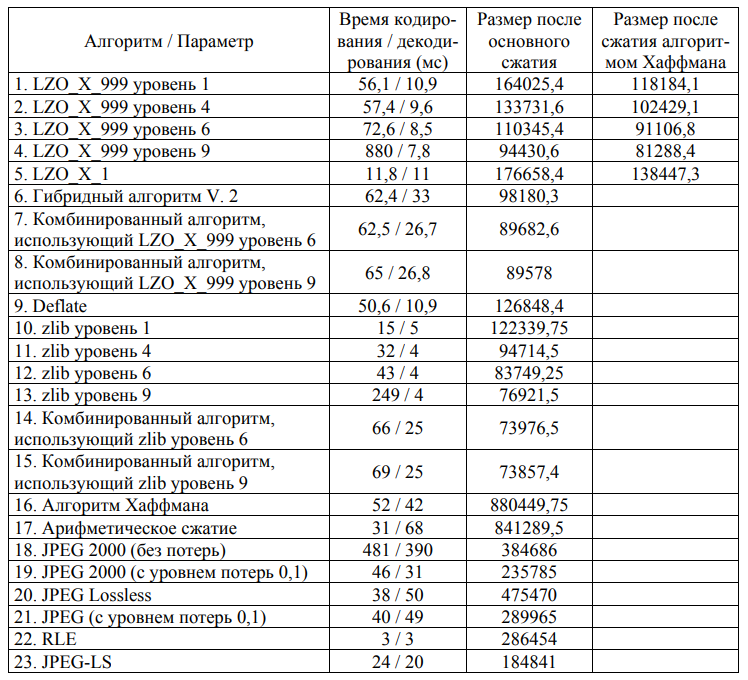 Алгоритм / Параметр
Время кодиро-
вания / декоди-
рования (мс)
Размер после
основного
сжатия
Размер после
сжатия алгорит-
мом Хаффмана
1. LZO_X_999 уровень 1 56,1 / 10,9 164025,4 118184,1
2. LZO_X_999 уровень 4 57,4 / 9,6 133731,6 102429,1
3. LZO_X_999 уровень 6 72,6 / 8,5 110345,4 91106,8
4. LZO_X_999 уровень 9 880 / 7,8 94430,6 81288,4
5. LZO_X_1 11,8 / 11 176658,4 138447,3
6. Гибридный алгоритм V. 2 62,4 / 33 98180,3
7. Комбинированный алгоритм,
использующий LZO_X_999 уровень 6 62,5 / 26,7 89682,6
8. Комбинированный алгоритм,
использующий LZO_X_999 уровень 9 65 / 26,8 89578
9. Deflate 50,6 / 10,9 126848,4
10. zlib уровень 1 15 / 5 122339,75
11. zlib уровень 4 32 / 4 94714,5
12. zlib уровень 6 43 / 4 83749,25
13. zlib уровень 9 249 / 4 76921,5
14. Комбинированный алгоритм,
использующий zlib уровень 6 66 / 25 73976,5
15. Комбинированный алгоритм,
использующий zlib уровень 9 69 / 25 73857,4
16. Алгоритм Хаффмана 52 / 42 880449,75
17. Арифметическое сжатие 31 / 68 841289,5
18. JPEG 2000 (без потерь) 481 / 390 384686
19. JPEG 2000 (с уровнем потерь 0,1) 46 / 31 235785
20. JPEG Lossless 38 / 50 475470
21. JPEG (с уровнем потерь 0,1) 40 / 49 289965
22. RLE 3 / 3 286454
23. JPEG-LS 24 / 20 184841